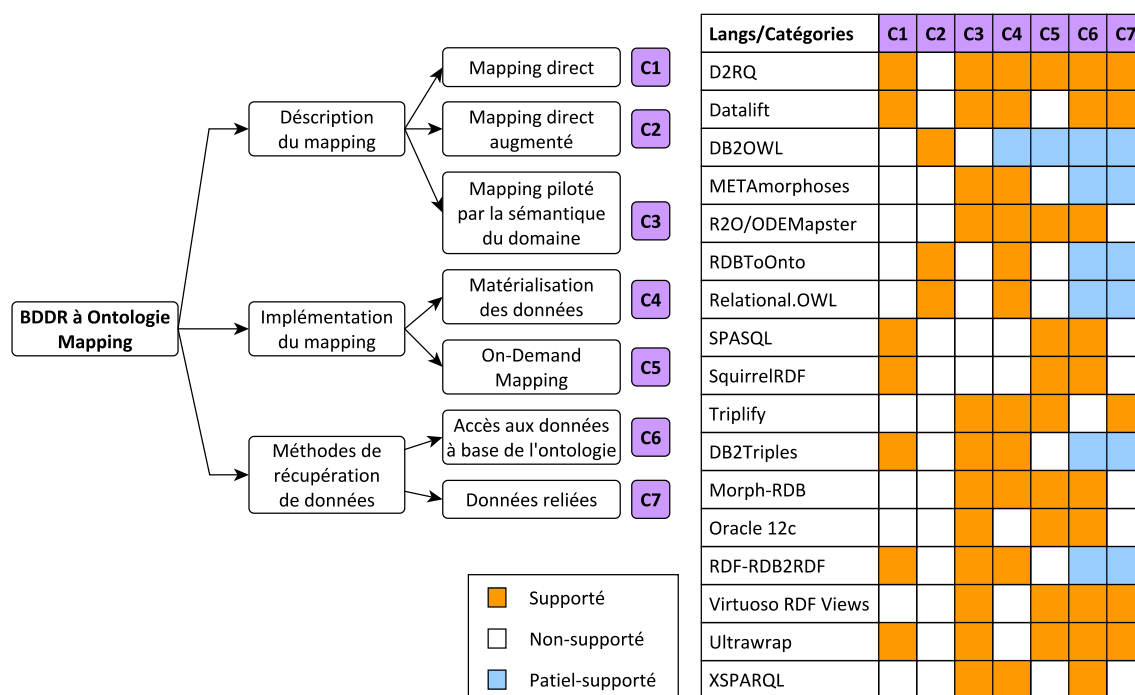 BDDR à Ontologie
Mapping
Déscription
du mapping
Implémentation
du mapping
Méthodes de
récupération
de données
Mapping direct
C1
Mapping direct
augmenté
C2
Mapping piloté
par la sémantique
du domaine
C3
Matérialisation
des données
C4
On-Demand
Mapping
C5
Accès aux données
à base de l'ontologie
C6
Données reliées
C7
Supporté
Non-supporté
Patiel-supporté
Langs/Catégories C1 C2 C3 C4 C5 C6 C7
D2RQ
Datalift
DB2OWL
METAmorphoses
R2O/ODEMapster
RDBToOnto
Relational.OWL
SPASQL
SquirrelRDF
Triplify
DB2Triples
Morph-RDB
Oracle 12c
RDF-RDB2RDF
Virtuoso RDF Views
Ultrawrap
XSPARQL